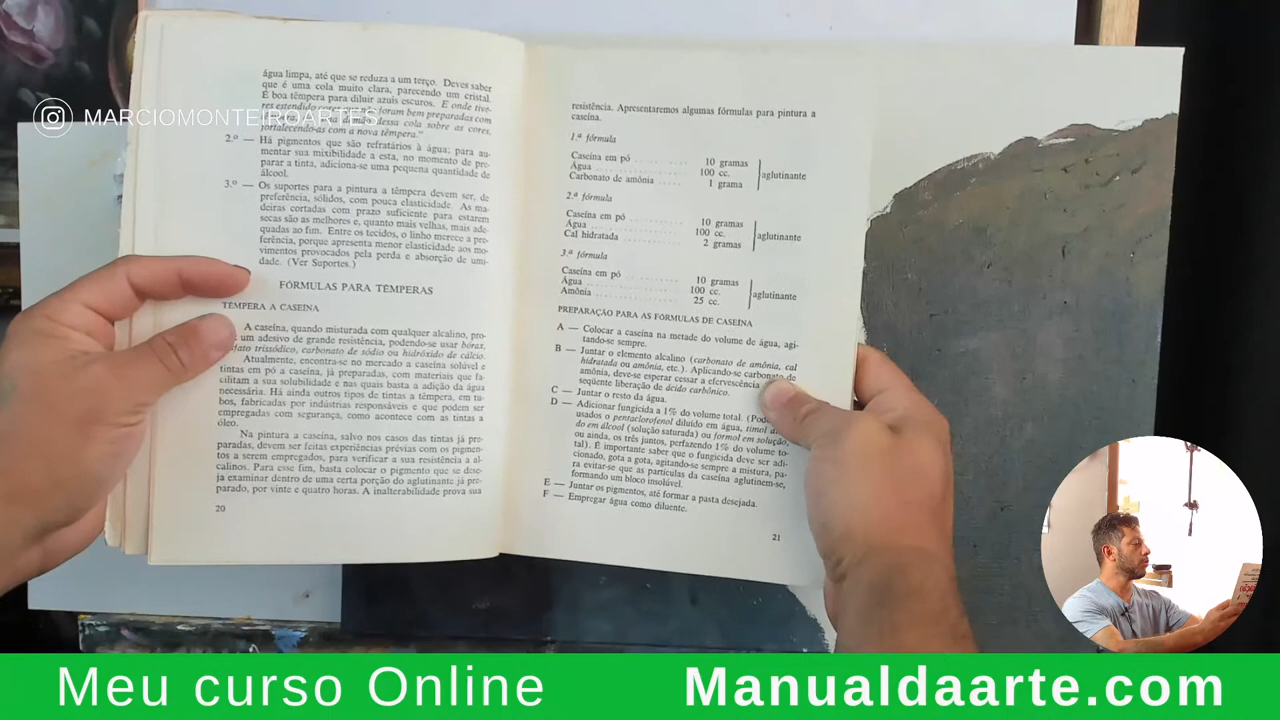 MARCIOMONTEIROARTES
água limpa, até que se reduza a um terço. Deves saber
que é uma cola muito clara, parecendo um cristal.
É boa têmpera para diluir azuis escuros. E onde tive-
res estendido foram bem preparadas com
dessa cola sobre as cores,
fortalecendo-as com a nova têmpera."
2.º — Há pigmentos que são refratários à água; para au-
mentar sua mixibilidade a esta, no momento de pre-
parar a tinta, adiciona-se uma pequena quantidade de
álcool.
3.º — Os suportes para a pintura a têmpera devem ser, de
preferência, sólidos, com pouca elasticidade. As ma-
deiras cortadas com prazo suficiente para estarem
secas são as melhores e, quanto mais velhas, mais ade-
quadas ao fim. Entre os tecidos, o linho merece a pre-
ferência, porque apresenta menor elasticidade aos mo-
vimentos provocados pela perda e absorção de umi-
dade. (Ver Suportes.)
FÓRMULAS PARA TÊMPERAS
TÊMPERA A CASEÍNA
A caseína, quando misturada com qualquer alcalino, pro-
um adesivo de grande resistência, podendo-se usar bórax,
fato trissódico, carbonato de sódio ou hidróxido de cálcio.
Atualmente, encontra-se no mercado a caseína solúvel e
tintas em pó a caseína, já preparadas, com materiais que fa-
cilitam a sua solubilidade e nas quais basta a adição da água
necessária. Há ainda outros tipos de tintas a têmpera, em tu-
bos, fabricadas por indústrias responsáveis e que podem ser
empregadas com segurança, como acontece com as tintas a
óleo.
Na pintura a caseína, salvo nos casos das tintas já pre-
paradas, devem ser feitas experiências prévias com os pigmen-
tos a serem empregados, para verificar a sua resistência a al-
calinos. Para esse fim, basta colocar o pigmento que se dese-
ja examinar dentro de uma certa porção do aglutinante já pre-
parado, por vinte e quatro horas. A inalterabilidade prova sua
20
resistência. Apresentaremos algumas fórmulas para pintura a
caseína.
1.ª fórmula
Caseína em pó .......... 10 gramas
Água .......... 100 cc.
Carbonato de amônia ..... 1 grama
aglutinante
2.ª fórmula
Caseína em pó .......... 10 gramas
Água .......... 100 cc.
Cal hidratada .......... 2 gramas
aglutinante
3.ª fórmula
Caseína em pó .......... 10 gramas
Água .......... 100 cc.
Amônia .......... 25 cc.
aglutinante
PREPARAÇÃO PARA AS FÓRMULAS DE CASEÍNA
A — Colocar a caseína na metade do volume de água, agi-
tando-se sempre.
B — Juntar o elemento alcalino (carbonato de amônia, cal
hidratada ou amônia, etc.). Aplicando-se carbonato de
amônia, deve-se esperar cessar a efervescência
seqüente liberação de ácido carbônico.
C — Juntar o resto da água.
D — Adicionar fungicida a 1% do volume total. (Pod
usados o pentaclorofenol diluído em água, timol
do em álcool (solução saturada) ou formol em solução,
ou ainda, os três juntos, perfazendo 1% do volume to-
tal). É importante saber que o fungicida deve ser adi-
cionado, gota a gota, agitando-se sempre a mistura, pa-
ra evitar-se que as partículas da caseína aglutinem-se,
formando um bloco insolúvel.
E — Juntar os pigmentos, até formar a pasta desejada.
F — Empregar água como diluente.
21
Meu curso Online Manualdaarte.com